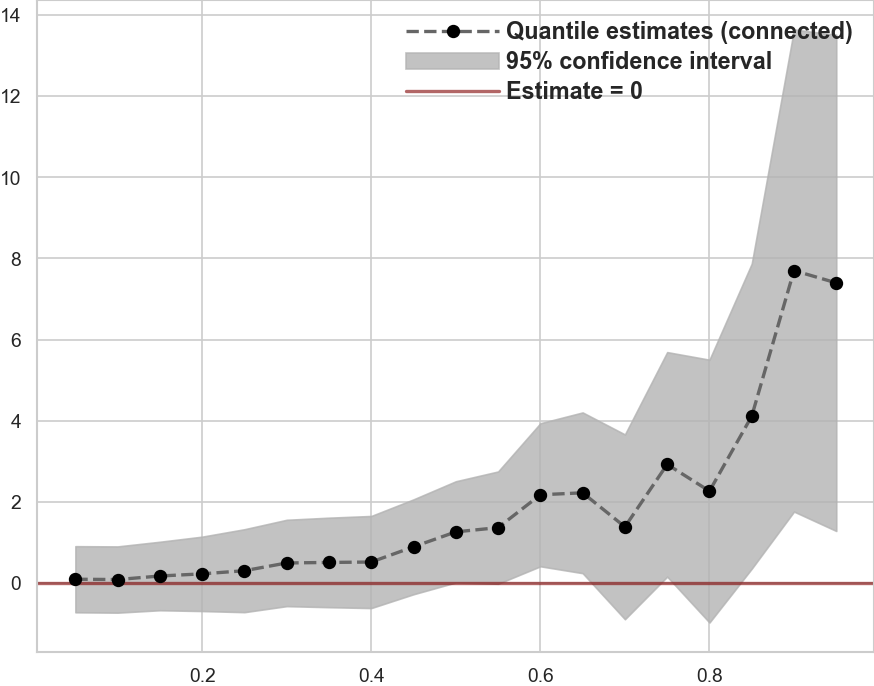 Quantile estimates (connected)
95% confidence interval
Estimate = 0
14
12
10
8
6
4
2
0
0.2 0.4 0.6 0.8